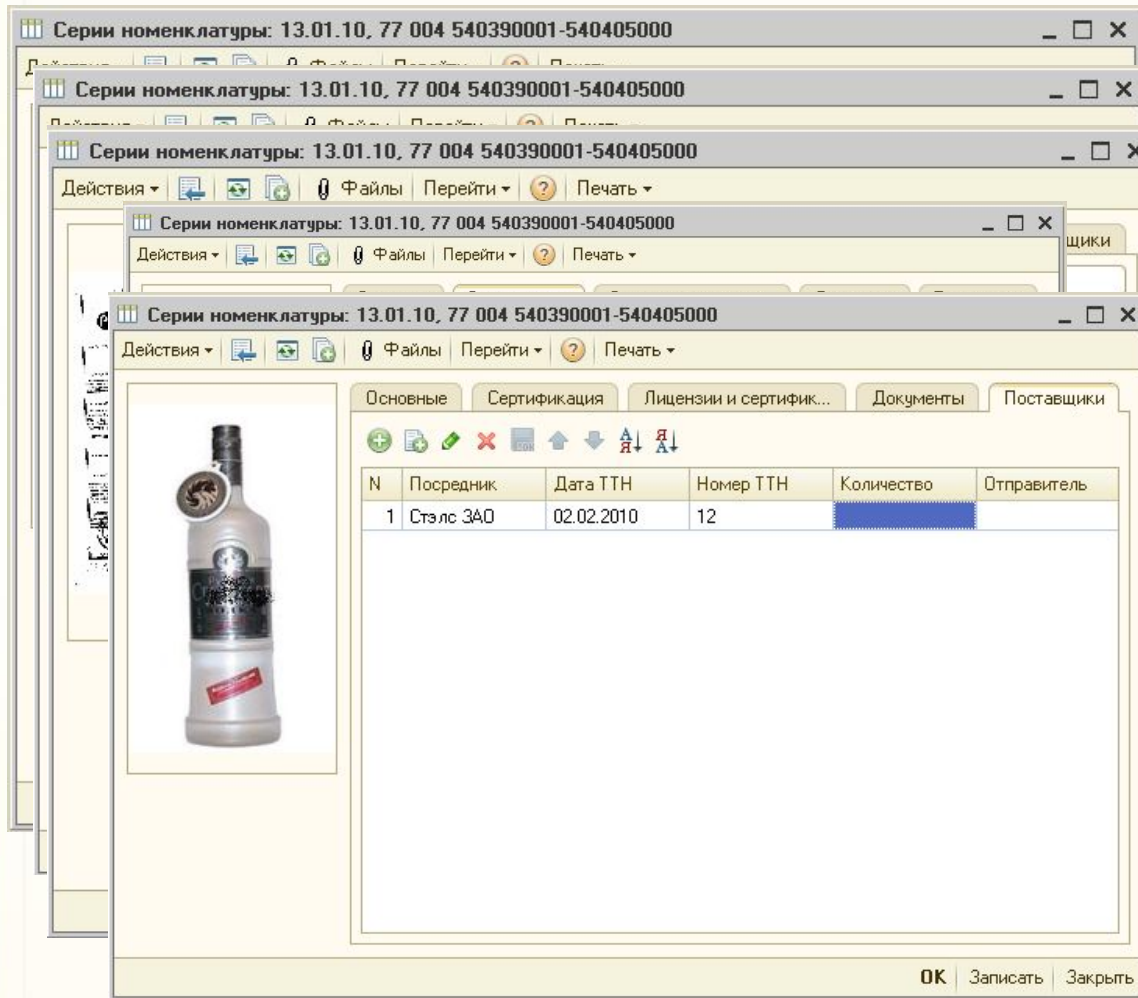 Серии номенклатуры: 13.01.10, 77 004 540390001-540405000
Серии номенклатуры: 13.01.10, 77 004 540390001-540405000
Серии номенклатуры: 13.01.10, 77 004 540390001-540405000
Действия Файлы Перейти Печать
щики
Серии номенклатуры: 13.01.10, 77 004 540390001-540405000
Действия Файлы Перейти Печать
Серии номенклатуры: 13.01.10, 77 004 540390001-540405000
Действия Файлы Перейти Печать
Основные Сертификация Лицензии и сертифик... Документы Поставщики
N Посредник Дата ТТН Номер ТТН Количество Отправитель
1 Стэлс ЗАО 02.02.2010 12
OK Записать Закрыть